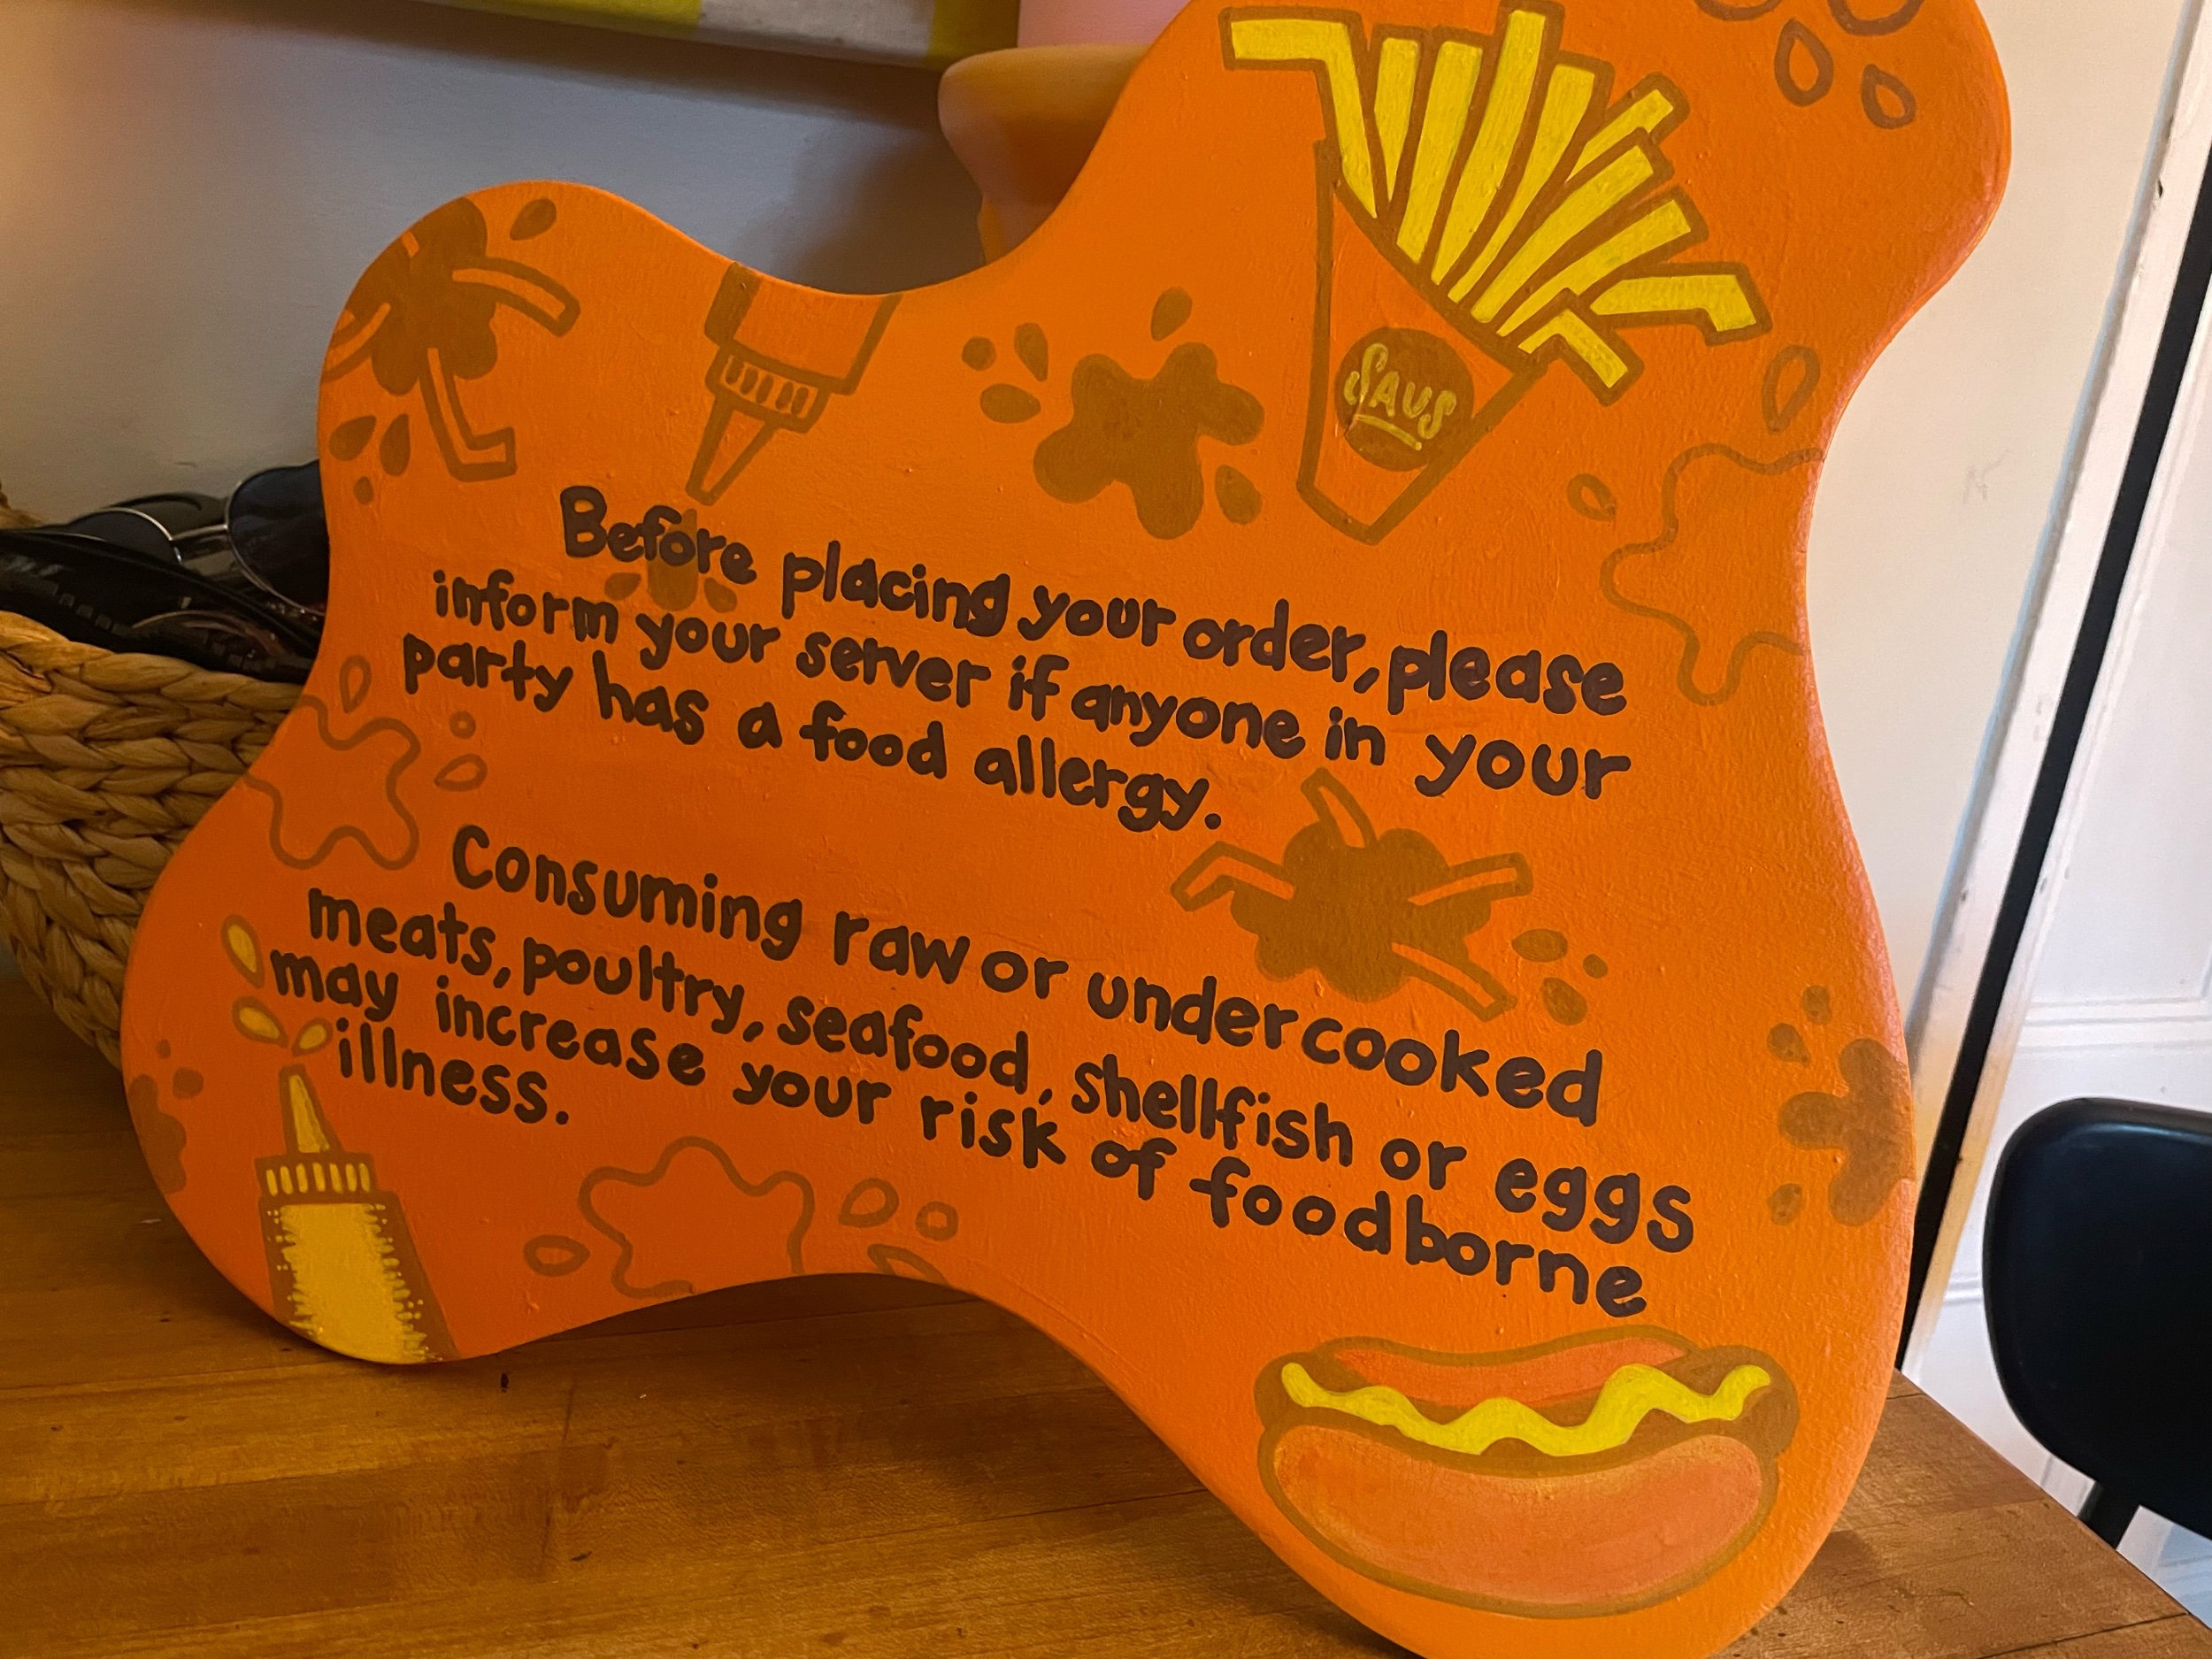 SAUS
Before placing your order, please
inform your server if anyone in your
party has a food allergy.
Consuming raw or undercooked
meats, poultry, seafood, shellfish or eggs
may increase your risk of foodborne
illness.